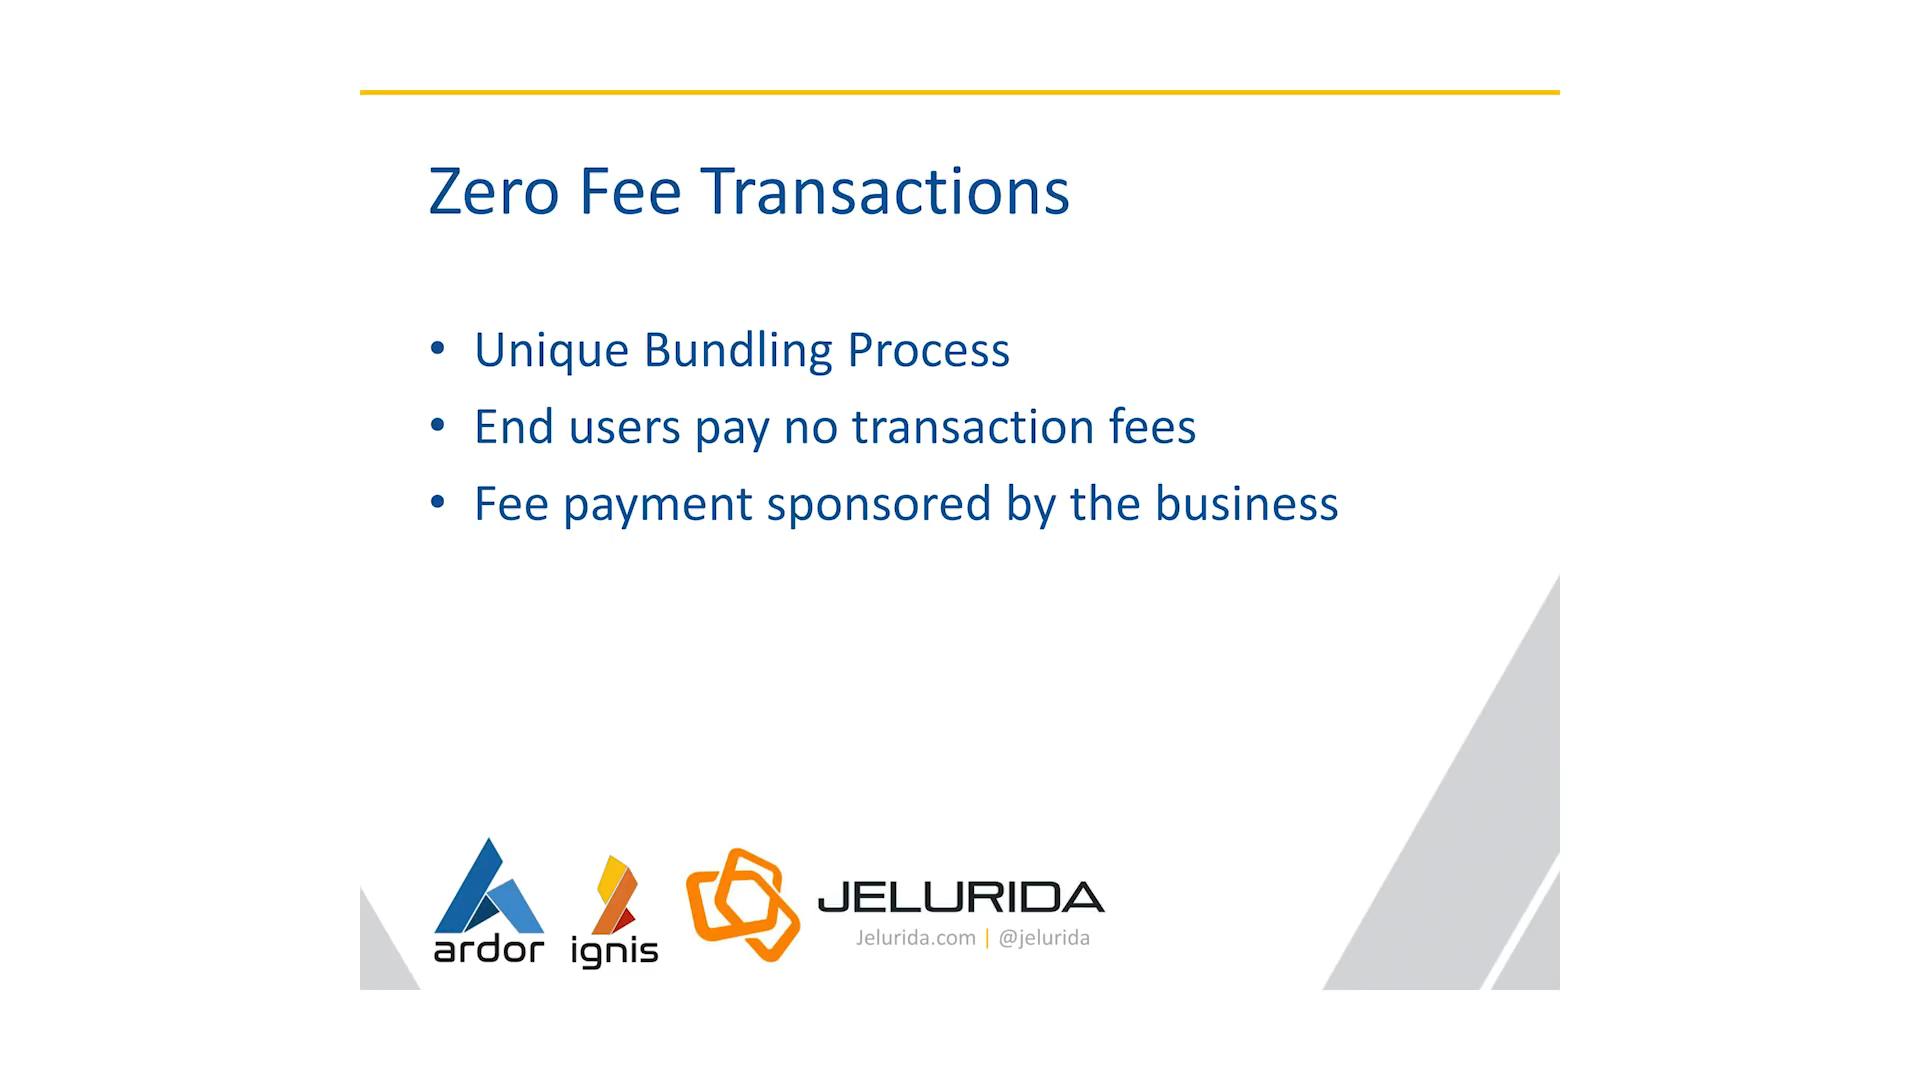 Zero Fee Transactions
• Unique Bundling Process
• End users pay no transaction fees
• Fee payment sponsored by the business
ardor
ignis
JELURIDA
Jelurida.com | @jelurida